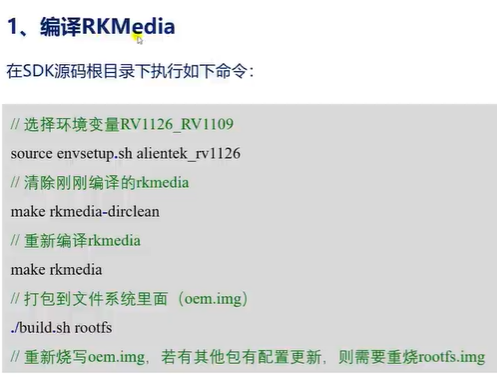 1、编译RKMedia
在SDK源码根目录下执行如下命令：
// 选择环境变量RV1126_RV1109
source envsetup.sh alientek_rv1126
// 清除刚刚编译的rkmedia
make rkmedia-dirclean
// 重新编译rkmedia
make rkmedia
// 打包到文件系统里面（oem.img）
./build.sh rootfs
// 重新烧写oem.img，若有其他包有配置更新，则需要重烧rootfs.img